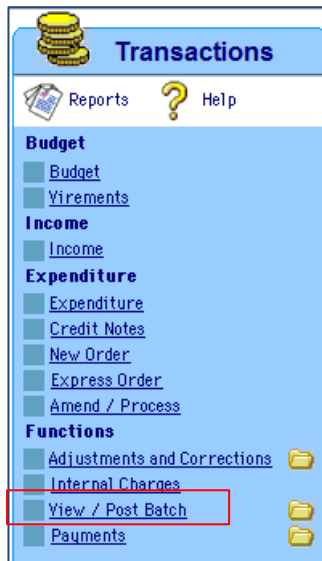 Transactions
Reports Help
Budget
Budget
Virements
Income
Income
Expenditure
Expenditure
Credit Notes
New Order
Express Order
Amend / Process
Functions
Adjustments and Corrections
Internal Charges
View / Post Batch
Payments